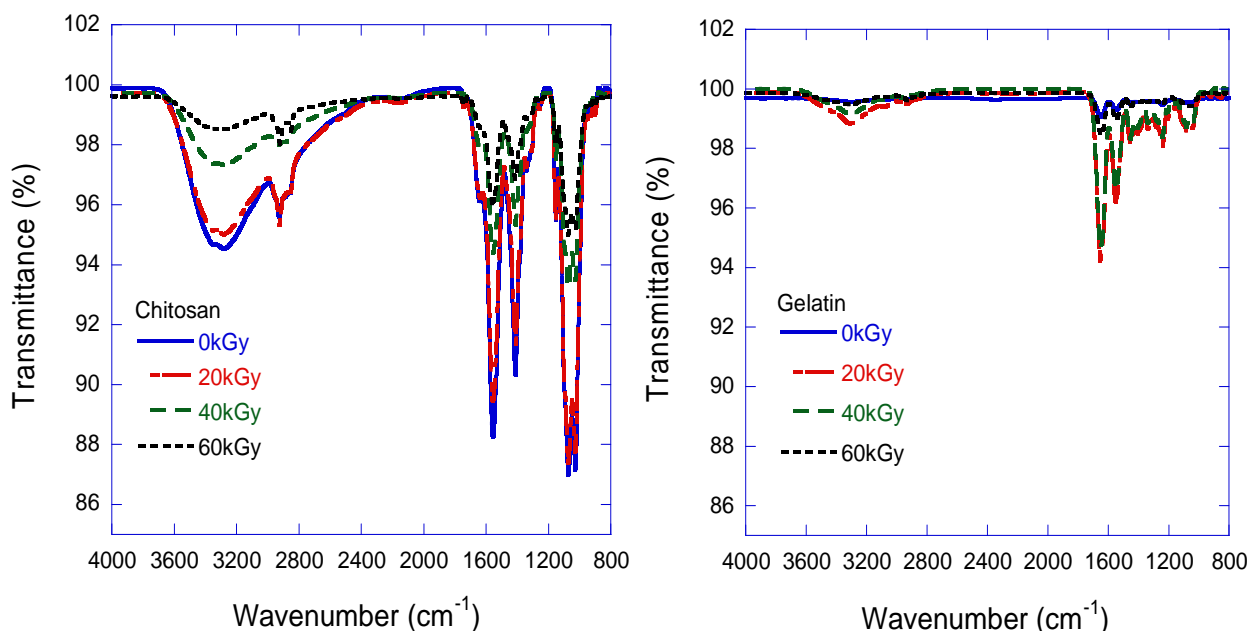 102
100
98
96
94
92
90
88
86
Transmittance (%)
Chitosan
0kGy
20kGy
40kGy
60kGy
4000 3600 3200 2800 2400 2000 1600 1200 800
Wavenumber (cm⁻¹)
102
100
98
96
94
92
90
88
86
Transmittance (%)
Gelatin
0kGy
20kGy
40kGy
60kGy
4000 3600 3200 2800 2400 2000 1600 1200 800
Wavenumber (cm⁻¹)